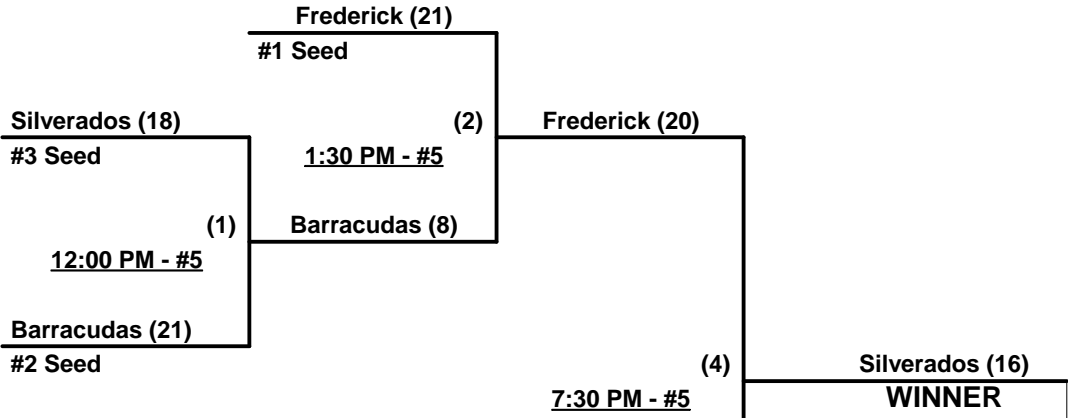 Frederick (21)
#1 Seed
Silverados (18)
(2)
Frederick (20)
#3 Seed
1:30 PM - #5
(1)
Barracudas (8)
12:00 PM - #5
Barracudas (21)
#2 Seed
(4)
Silverados (16)
7:30 PM - #5
WINNER